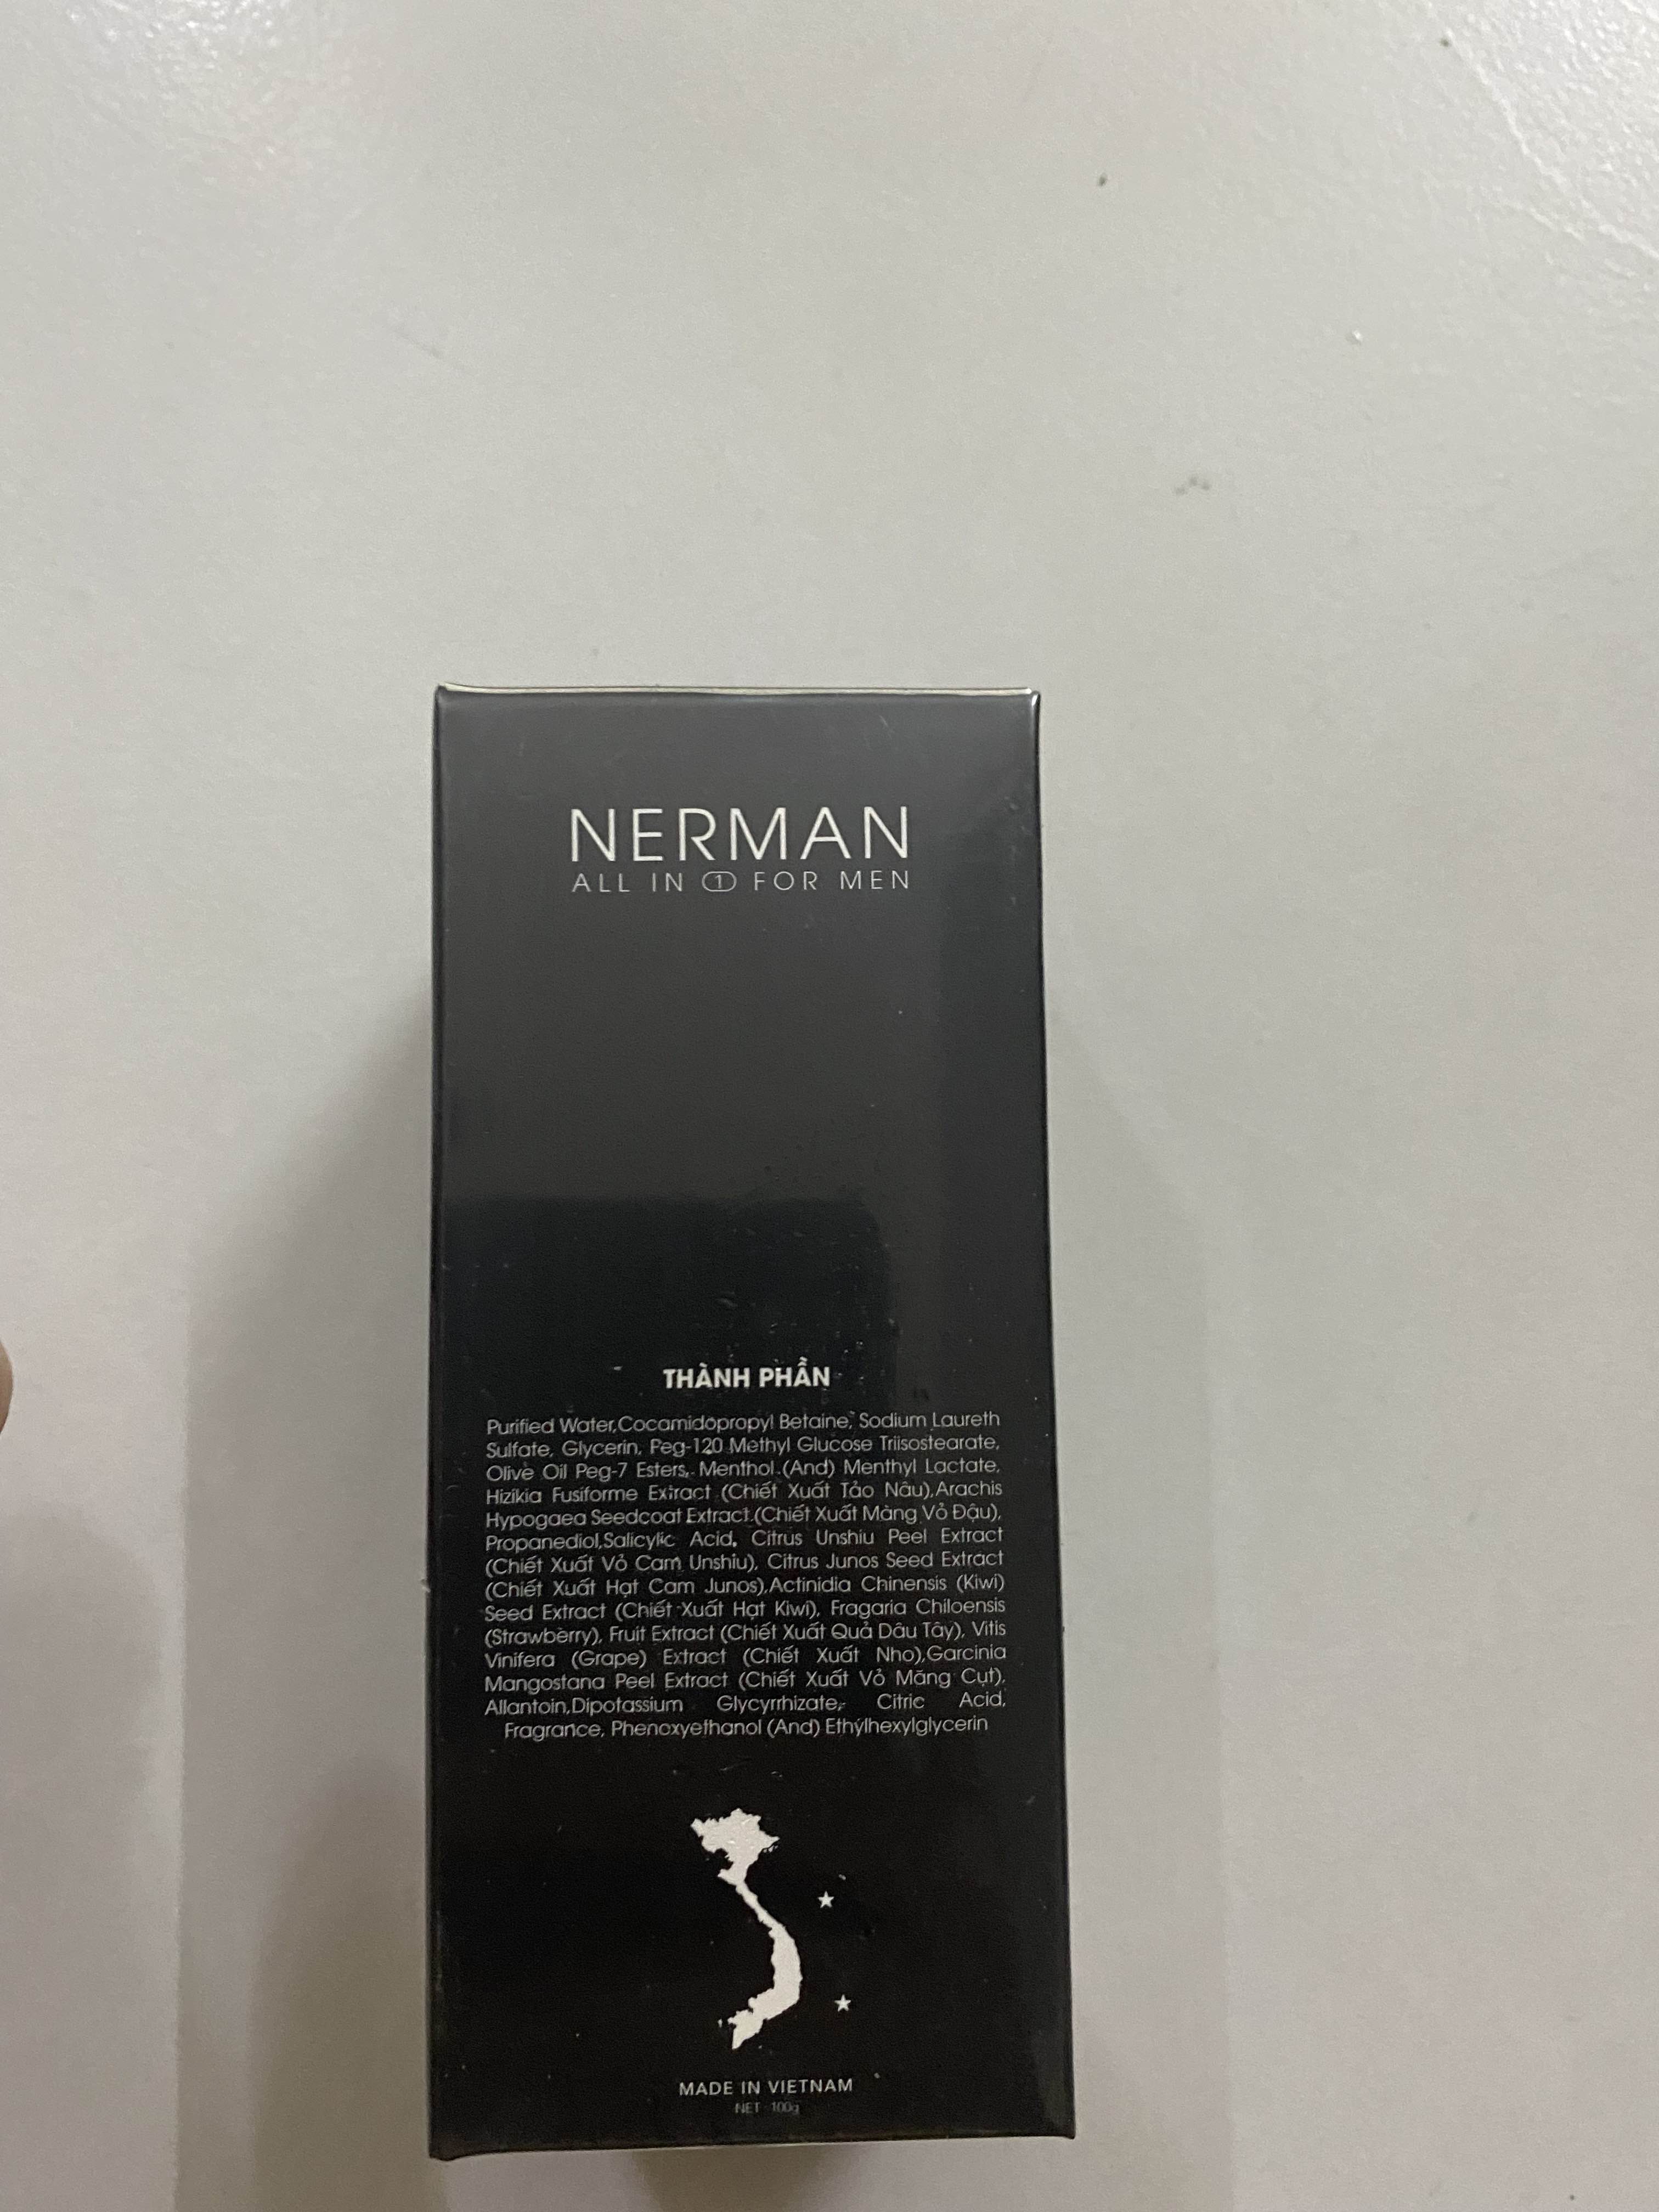 NERMAN
ALL IN 1 FOR MEN
THÀNH PHẦN
Purified Water,Cocamidopropyl Betaine, Sodium Laureth
Sulfate, Glycerin, Peg-120 Methyl Glucose Triisostearate,
Olive Oil Peg-7 Esters, Menthol (And) Menthyl Lactate,
Hizikia Fusiforme Extract (Chiết Xuất Tảo Nâu),Arachis
Hypogaea Seedcoat Extract (Chiết Xuất Màng Vỏ Đậu),
Propanediol,Salicylic Acid, Citrus Unshiu Peel Extract
(Chiết Xuất Vỏ Cam Unshiu), Citrus Junos Seed Extract
(Chiết Xuất Hạt Cam Junos),Actinidia Chinensis (Kiwi)
Seed Extract (Chiết Xuất Hạt Kiwi), Fragaria Chiloensis
(Strawberry), Fruit Extract (Chiết Xuất Quả Dâu Tây), Vitis
Vinifera (Grape) Extract (Chiết Xuất Nho),Garcinia
Mangostana Peel Extract (Chiết Xuất Vỏ Măng Cụt),
Allantoin,Dipotassium Glycyrrhizate, Citric Acid,
Fragrance, Phenoxyethanol (And) Ethylhexylglycerin
MADE IN VIETNAM
NET 100g